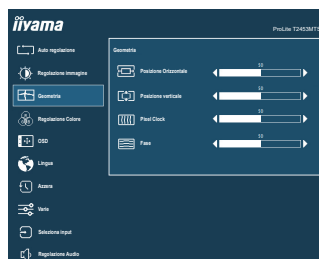 iiyama
ProLite T2453MTS
Auto regolazione
Regolazione immagine
Geometria
Regolazione Colore
OSD
Lingua
Azzera
Varie
Seleziona input
Regolazione Audio
Geometria
Posizione Orizzontale
50
Posizione verticale
50
Pixel Clock
50
Fase
50